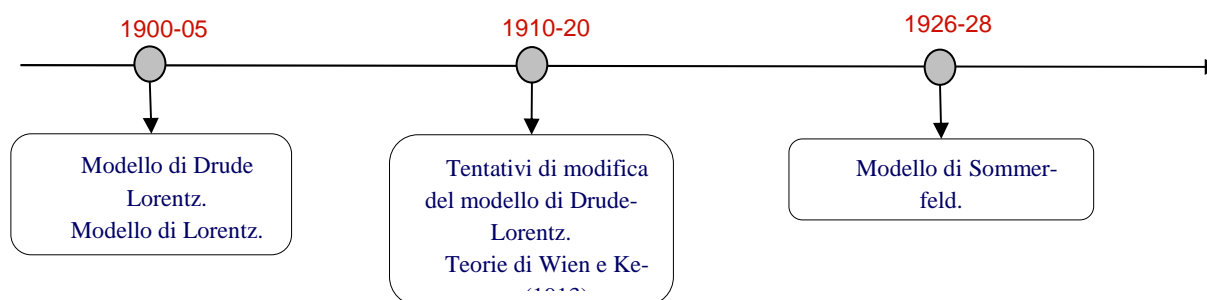 1900-05
1910-20
1926-28
Modello di Drude
Lorentz.
Modello di Lorentz.
Tentativi di modifica
del modello di Drude-
Lorentz.
Teorie di Wien e Ke-
Modello di Sommer-
feld.